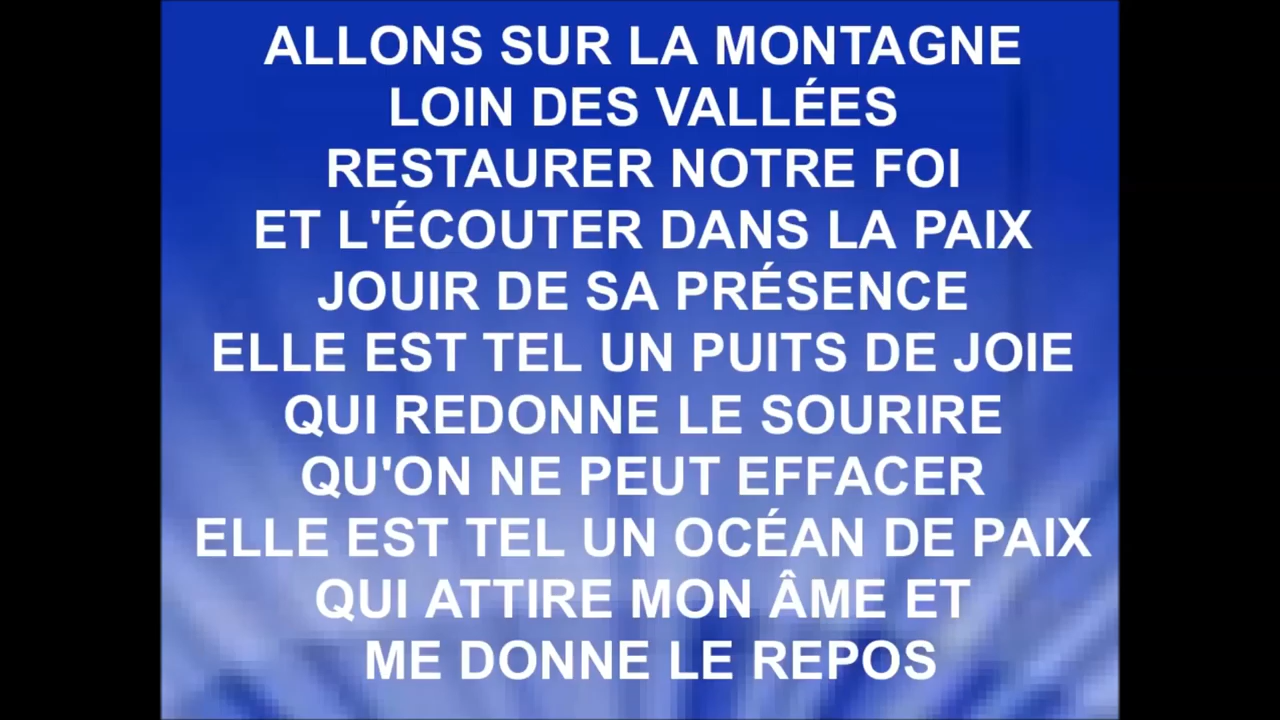 ALLONS SUR LA MONTAGNE
LOIN DES VALLÉES
RESTAURER NOTRE FOI
ET L'ÉCOUTER DANS LA PAIX
JOUIR DE SA PRÉSENCE
ELLE EST TEL UN PUITS DE JOIE
QUI REDONNE LE SOURIRE
QU'ON NE PEUT EFFACER
ELLE EST TEL UN OCÉAN DE PAIX
QUI ATTIRE MON ÂME ET
ME DONNE LE REPOS